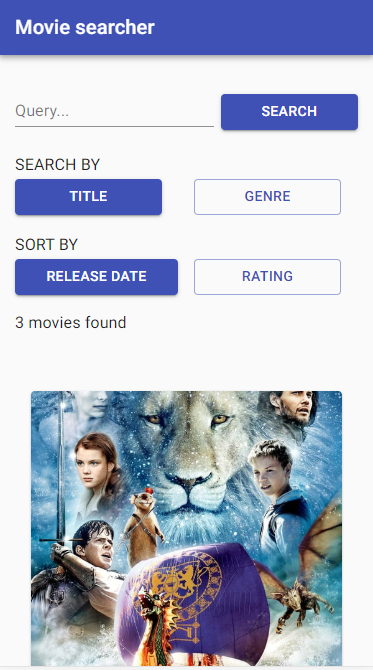 Movie searcher
Query...
SEARCH
SEARCH BY
TITLE
GENRE
SORT BY
RELEASE DATE
RATING
3 movies found